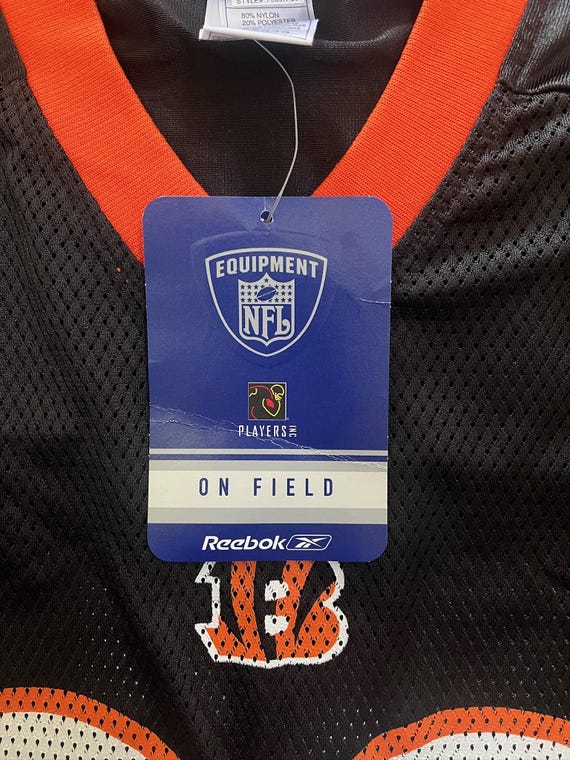 80% NYLON
20% POLYESTER
EQUIPMENT
NFL
PLAYERS INC
ON FIELD
Reebok
B